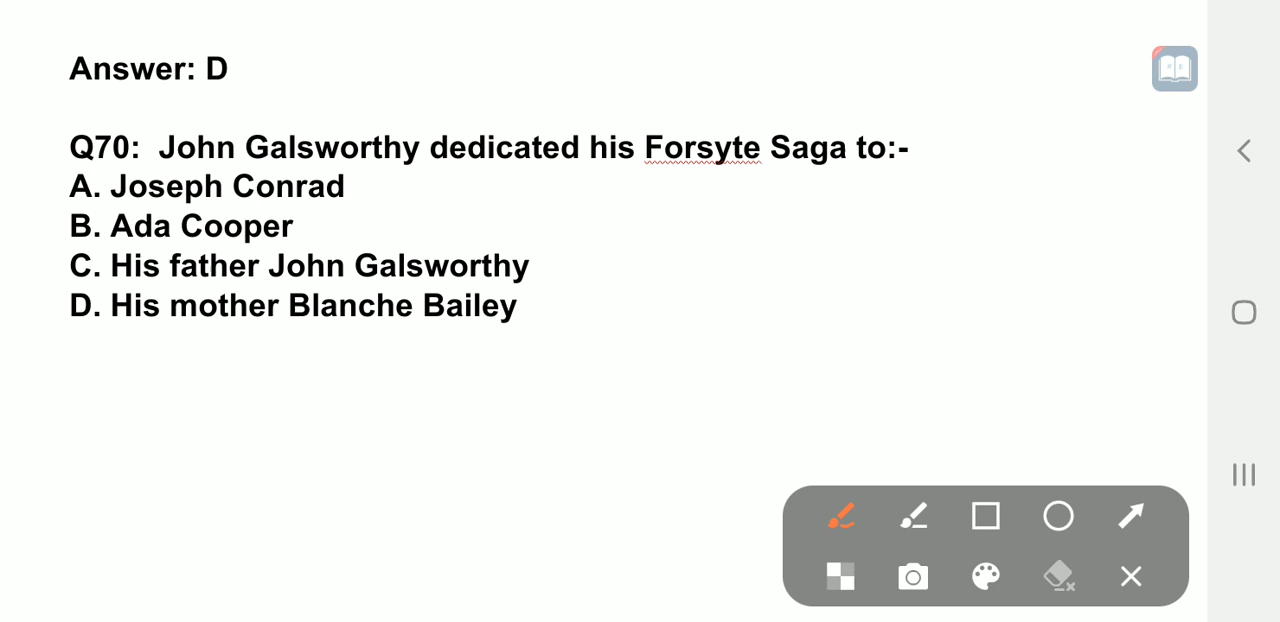 Answer: D
Q70: John Galsworthy dedicated his Forsyte Saga to:-
A. Joseph Conrad
B. Ada Cooper
C. His father John Galsworthy
D. His mother Blanche Bailey